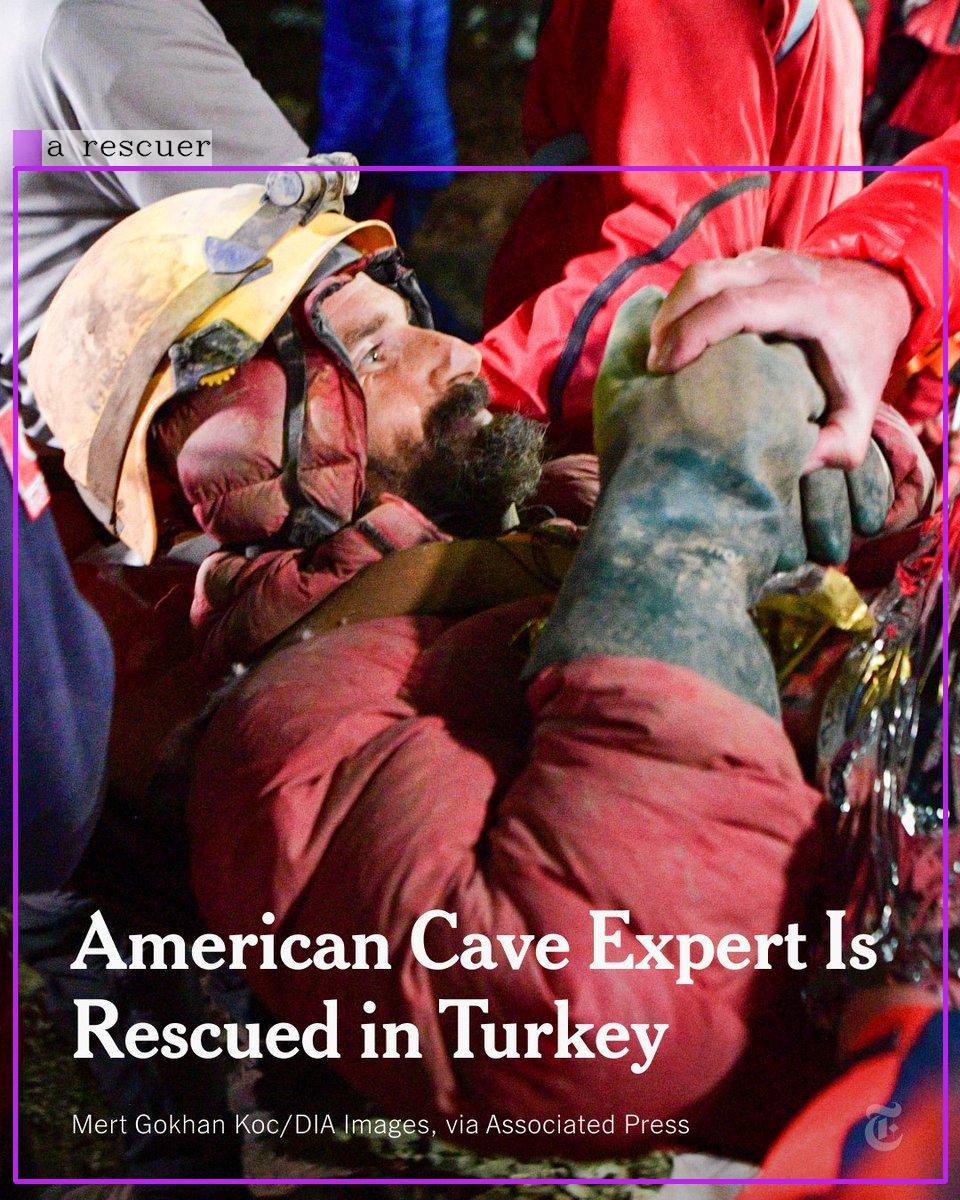 a rescuer
American Cave Expert Is
Rescued in Turkey
Mert Gokhan Koc/DIA Images, via Associated Press
T